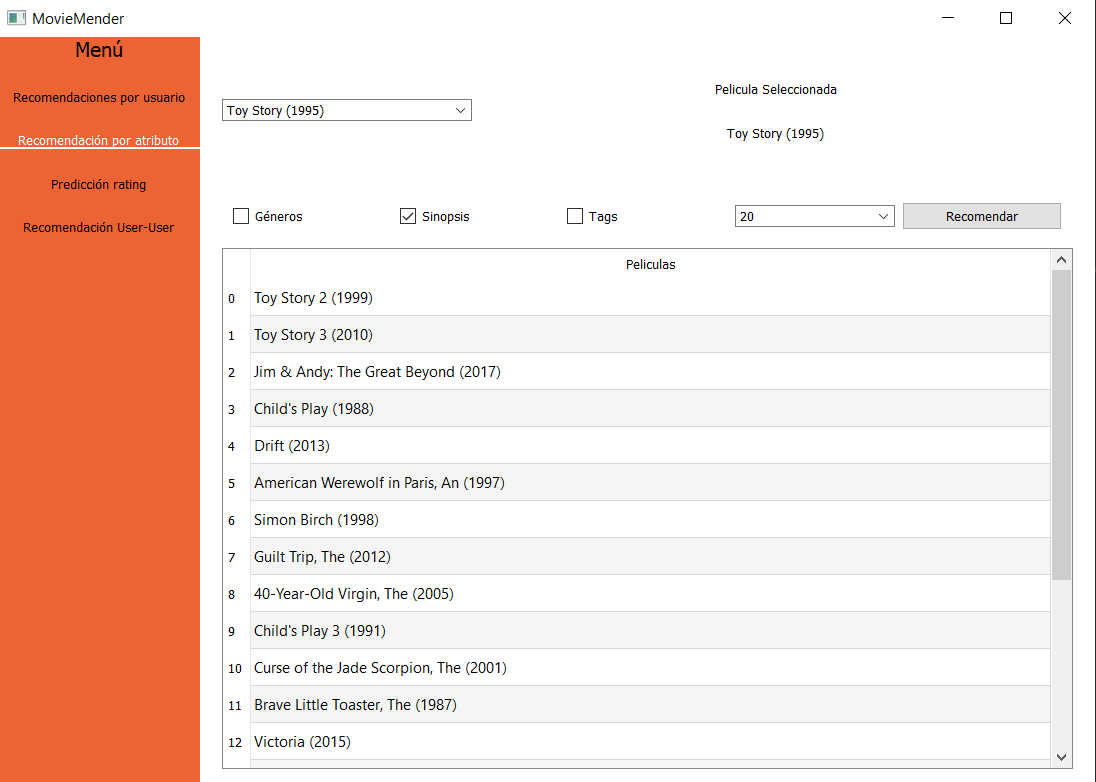 MovieMender
Menú
Recomendaciones por usuario
Recomendación por atributo
Predicción rating
Recomendación User-User
Toy Story (1995)
Pelicula Seleccionada
Toy Story (1995)
Géneros
Sinopsis
Tags
20
Recomendar
Peliculas
0 Toy Story 2 (1999)
1 Toy Story 3 (2010)
2 Jim & Andy: The Great Beyond (2017)
3 Child's Play (1988)
4 Drift (2013)
5 American Werewolf in Paris, An (1997)
6 Simon Birch (1998)
7 Guilt Trip, The (2012)
8 40-Year-Old Virgin, The (2005)
9 Child's Play 3 (1991)
10 Curse of the Jade Scorpion, The (2001)
11 Brave Little Toaster, The (1987)
12 Victoria (2015)